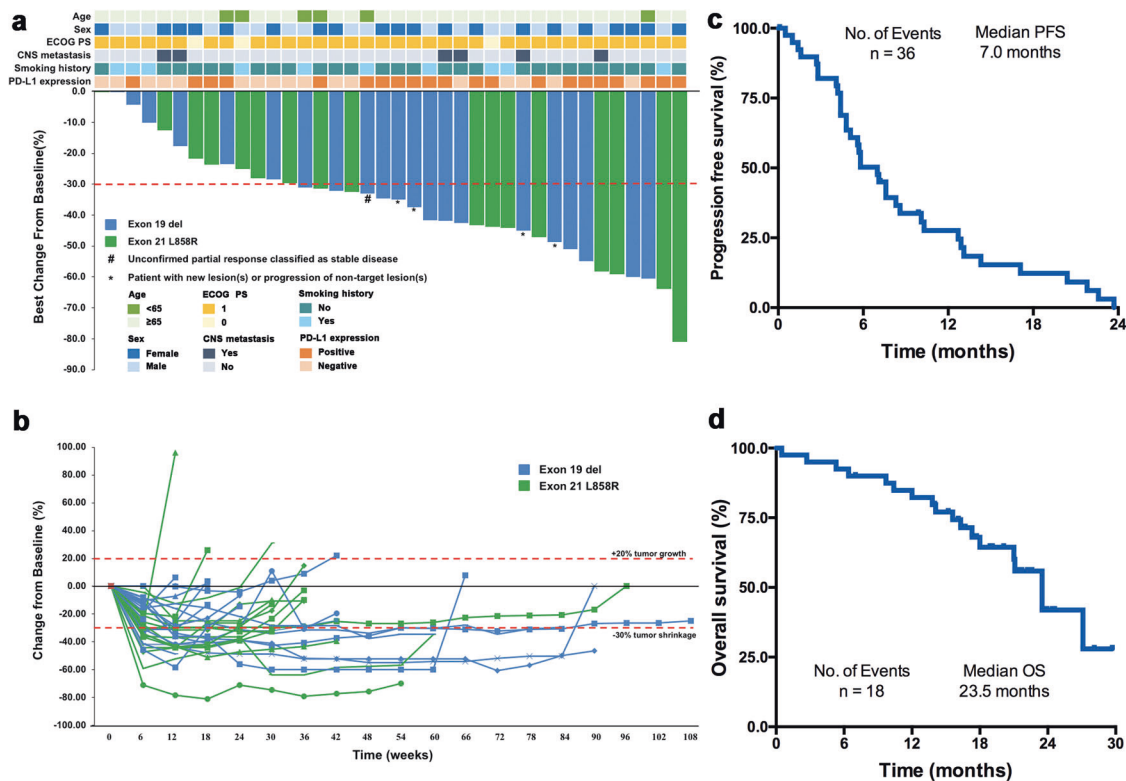 a
Age
Sex
ECOG PS
CNS metastasis
Smoking history
PD-L1 expression
0.0
-10.0
-20.0
-30.0
-40.0
-50.0
-60.0
-70.0
-80.0
-90.0
Best Change From Baseline(%)
#
*
*
*
*
Exon 19 del
Exon 21 L858R
# Unconfirmed partial response classified as stable disease
* Patient with new lesion(s) or progression of non-target lesion(s)
Age ECOG PS Smoking history
<65 1 No
≥65 0 Yes
Sex CNS metastasis PD-L1 expression
Female Yes Positive
Male No Negative
b
100.00
80.00
60.00
40.00
20.00
0.00
-20.00
-40.00
-60.00
-80.00
-100.00
Change from Baseline (%)
Exon 19 del
Exon 21 L858R
+20% tumor growth
-30% tumor shrinkage
0 6 12 18 24 30 36 42 48 54 60 66 72 78 84 90 96 102 108
Time (weeks)
c
100.0
75.0
50.0
25.0
0.0
Progression free survival (%)
No. of Events Median PFS
n = 36 7.0 months
0 6 12 18 24
Time (months)
d
100.0
75.0
50.0
25.0
0.0
Overall survival (%)
No. of Events Median OS
n = 18 23.5 months
0 6 12 18 24 30
Time (months)